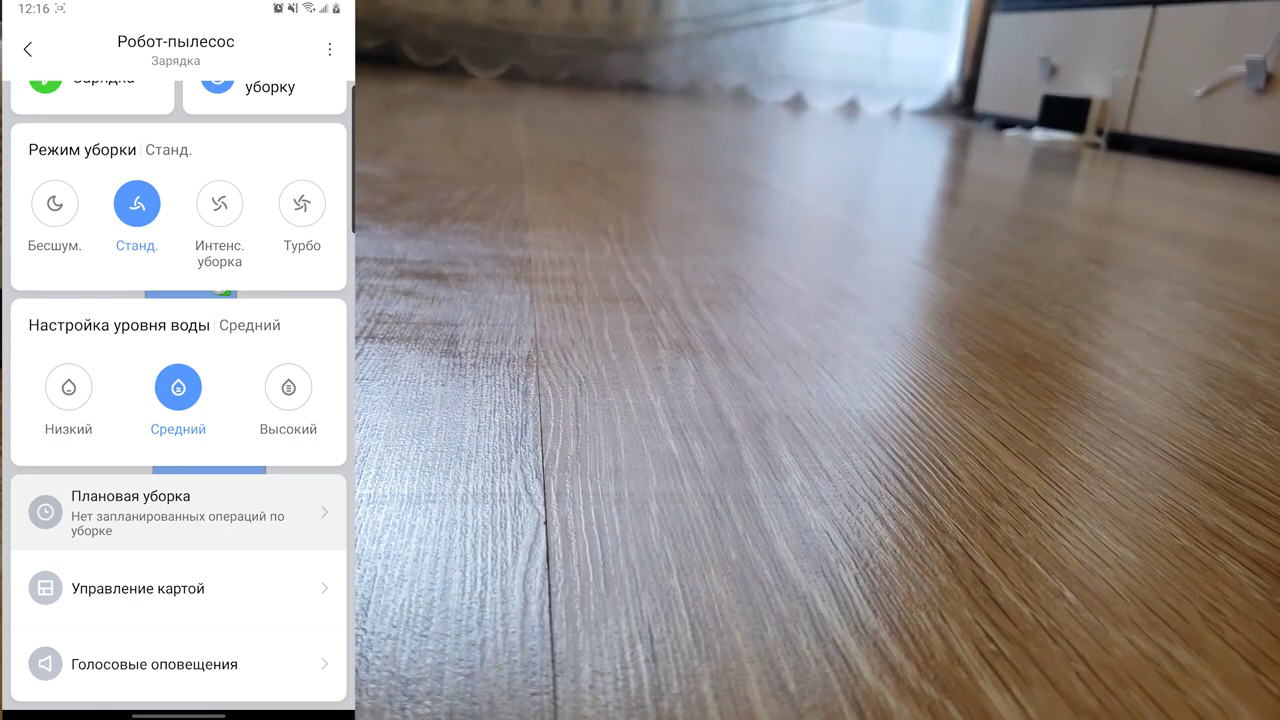 12:16
Робот-пылесос
Зарядка
Зарядка
уборку
Режим уборки Станд.
Бесшум.
Станд.
Интенс.
уборка
Турбо
Настройка уровня воды Средний
Низкий
Средний
Высокий
Плановая уборка
Нет запланированных операций по
уборке
Управление картой
Голосовые оповещения